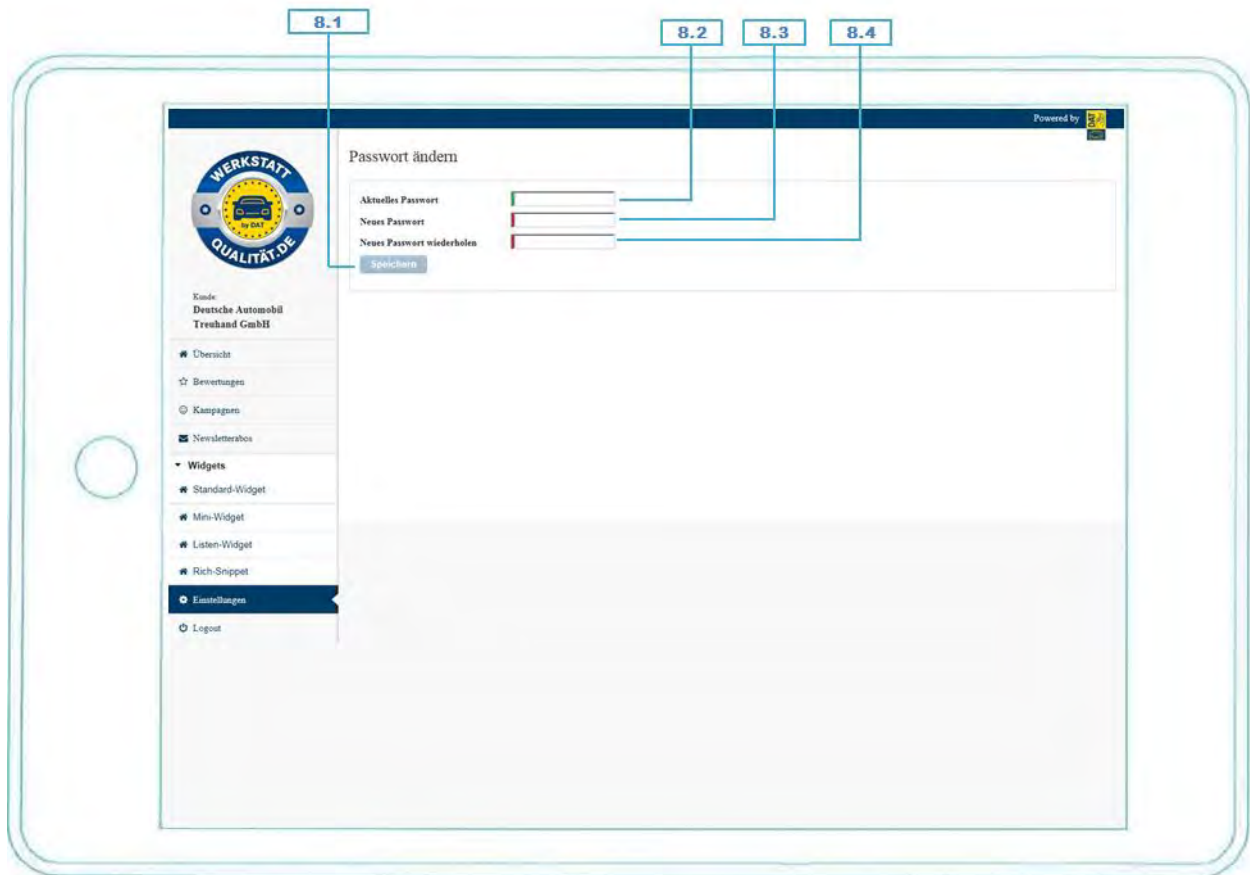 8.1
8.2 8.3 8.4
Powered by DAT
WERKSTATT
by DAT
QUALITÄT.DE
Passwort ändern
Aktuelles Passwort
Neues Passwort
Neues Passwort wiederholen
Speichern
Kunde:
Deutsche Automobil
Treuhand GmbH
Übersicht
Bewertungen
Kampagnen
Newsletterabos
Widgets
Standard-Widget
Mini-Widget
Listen-Widget
Rich-Snippet
Einstellungen
Logout